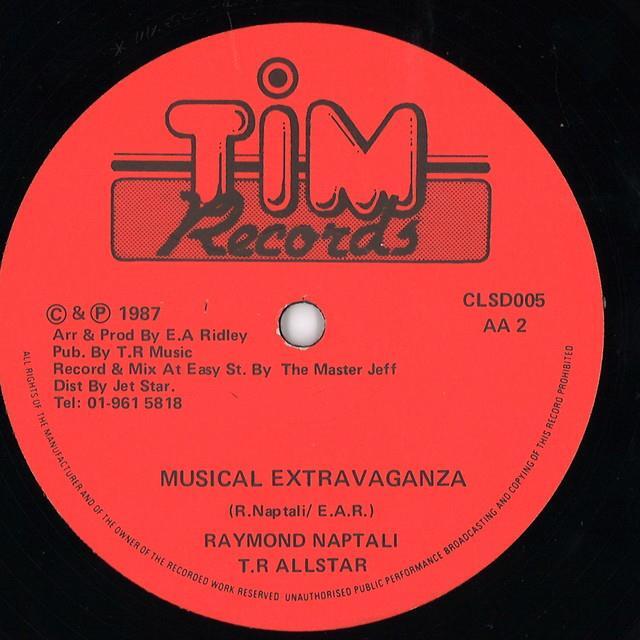 TiM
Records
© & ℗ 1987
Arr & Prod By E.A Ridley
Pub. By T.R Music
Record & Mix At Easy St. By The Master Jeff
Dist By Jet Star.
Tel: 01-961 5818
CLSD005
AA 2
MUSICAL EXTRAVAGANZA
(R.Naptali/ E.A.R.)
RAYMOND NAPTALI
T.R ALLSTAR
ALL RIGHTS OF THE MANUFACTURER AND OF THE OWNER OF THE RECORDED WORK RESERVED UNAUTHORISED PUBLIC PERFORMANCE BROADCASTING AND COPYING OF THIS RECORD PROHIBITED